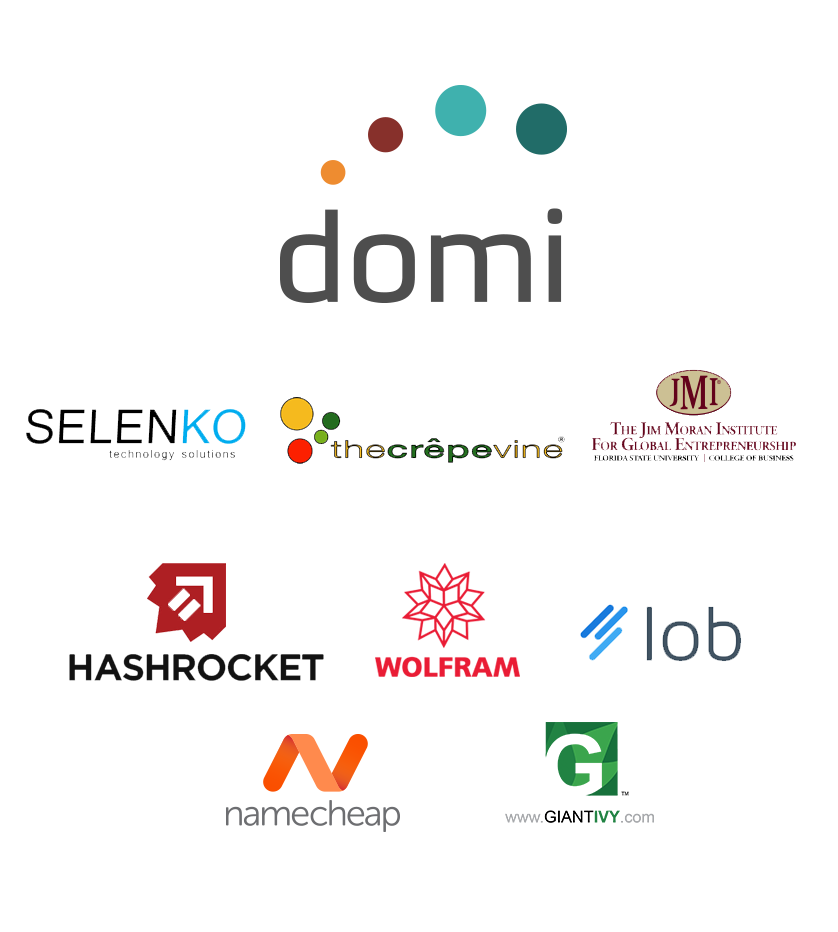 domi
SELENKO
technology solutions
thecrêpevine®
JMI®
THE JIM MORAN INSTITUTE
FOR GLOBAL ENTREPRENEURSHIP
FLORIDA STATE UNIVERSITY | COLLEGE OF BUSINESS
HASHROCKET
WOLFRAM
lob
namecheap
G™
www.GIANTIVY.com